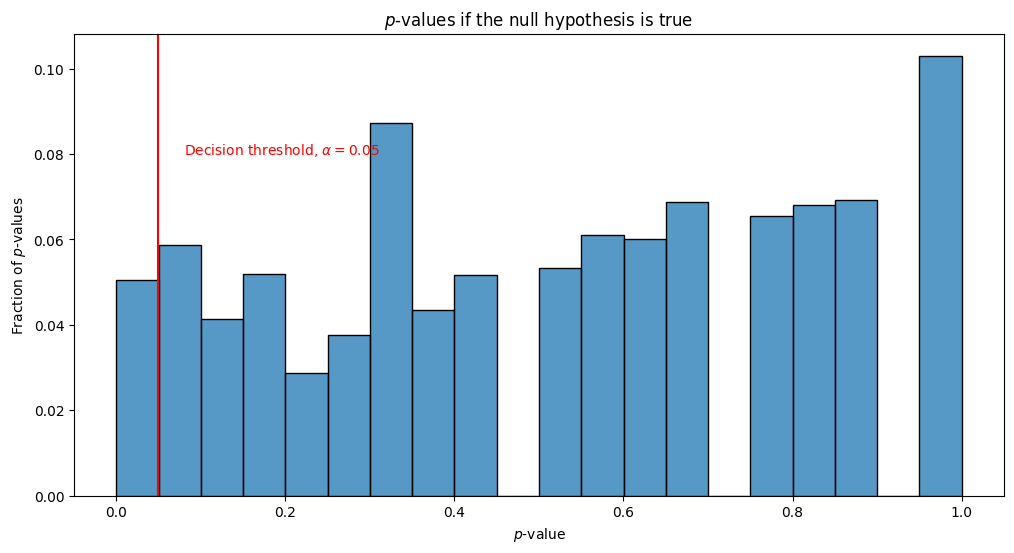 p-values if the null hypothesis is true
Fraction of p-values
0.10
0.08
0.06
0.04
0.02
0.00
Decision threshold, α = 0.05
0.0 0.2 0.4 0.6 0.8 1.0
p-value